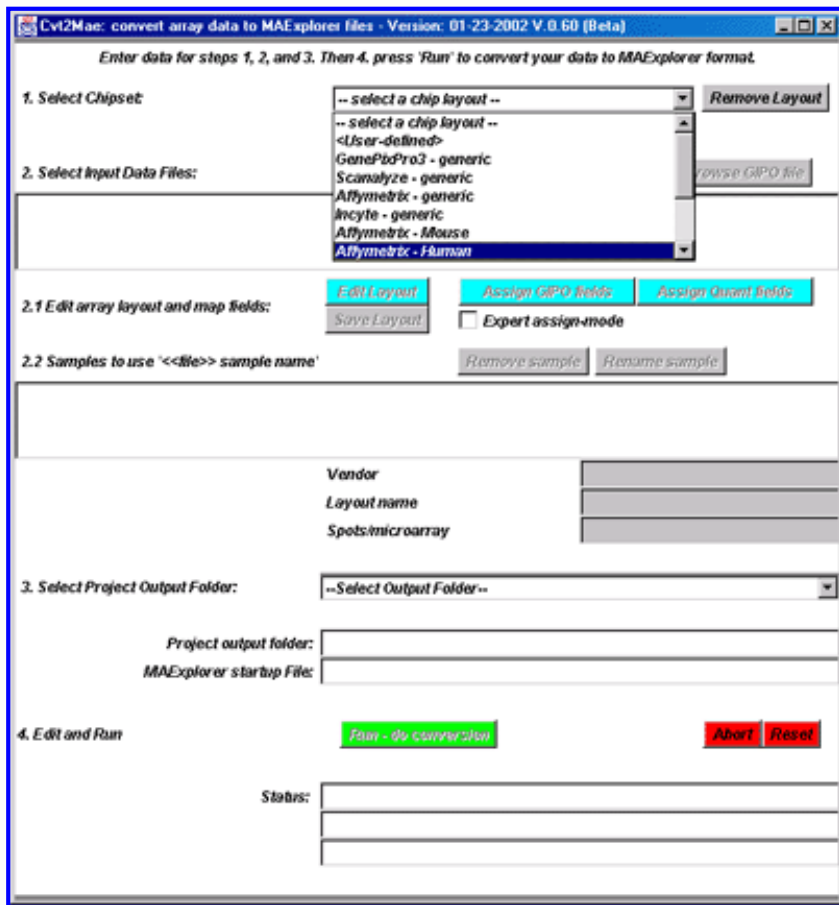 Cvt2Mae: convert array data to MAExplorer files - Version: 01-23-2002 V.0.60 (Beta)
Enter data for steps 1, 2, and 3. Then 4. press 'Run' to convert your data to MAExplorer format.
1. Select Chipset:
-- select a chip layout --
Remove Layout
-- select a chip layout --
<User-defined>
GenePixPro3 - generic
Scanalyze - generic
Affymetrix - generic
Incyte - generic
Affymetrix - Mouse
Affymetrix - Human
2. Select Input Data Files:
rowse GIPO file
2.1 Edit array layout and map fields:
Edit Layout
Assign GIPO fields
Assign Quant fields
Save Layout
Expert assign-mode
2.2 Samples to use '<<file>> sample name'
Remove sample
Rename sample
Vendor
Layout name
Spots/microarray
3. Select Project Output Folder:
--Select Output Folder--
Project output folder:
MAExplorer startup File:
4. Edit and Run
Run - do conversion
Abort
Reset
Status: